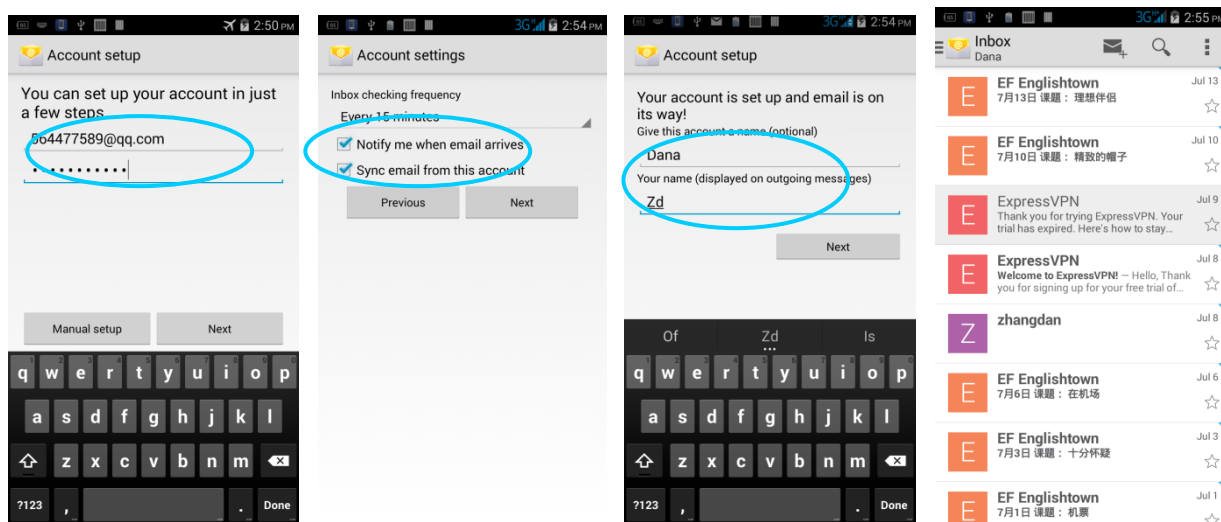 2:50 PM
Account setup
You can set up your account in just
a few steps
564477589@qq.com
Manual setup Next
q w e r t y u i o p
a s d f g h j k l
z x c v b n m
?123 , . Done
3G 2:54 PM
Account settings
Inbox checking frequency
Every 15 minutes
Notify me when email arrives
Sync email from this account
Previous Next
3G 2:54 PM
Account setup
Your account is set up and email is on
its way!
Give this account a name (optional)
Dana
Your name (displayed on outgoing messages)
Zd
Next
Of Zd Is
q w e r t y u i o p
a s d f g h j k l
z x c v b n m
?123 , . Done
3G 2:55 PM
Inbox
Dana
E EF Englishtown Jul 13
7月13日 课题： 理想伴侣
E EF Englishtown Jul 10
7月10日 课题： 精致的帽子
E ExpressVPN Jul 9
Thank you for trying ExpressVPN. Your
trial has expired. Here's how to stay...
E ExpressVPN Jul 8
Welcome to ExpressVPN! — Hello, Thank
you for signing up for your free trial of...
Z zhangdan Jul 8
E EF Englishtown Jul 6
7月6日 课题： 在机场
E EF Englishtown Jul 3
7月3日 课题： 十分怀疑
E EF Englishtown Jul 1
7月1日 课题： 机票